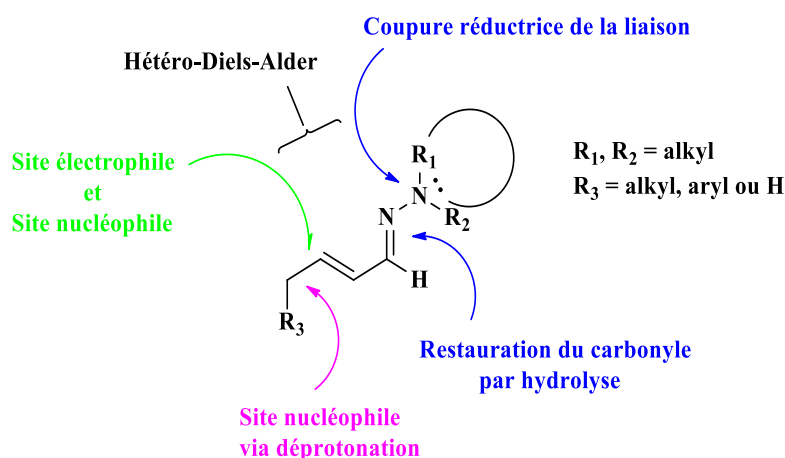 Coupure réductrice de la liaison
Hétéro-Diels-Alder
R1
R1, R2 = alkyl
R3 = alkyl, aryl ou H
Site électrophile
et
Site nucléophile
N
N
R2
H
R3
Restauration du carbonyle
par hydrolyse
Site nucléophile
via déprotonation